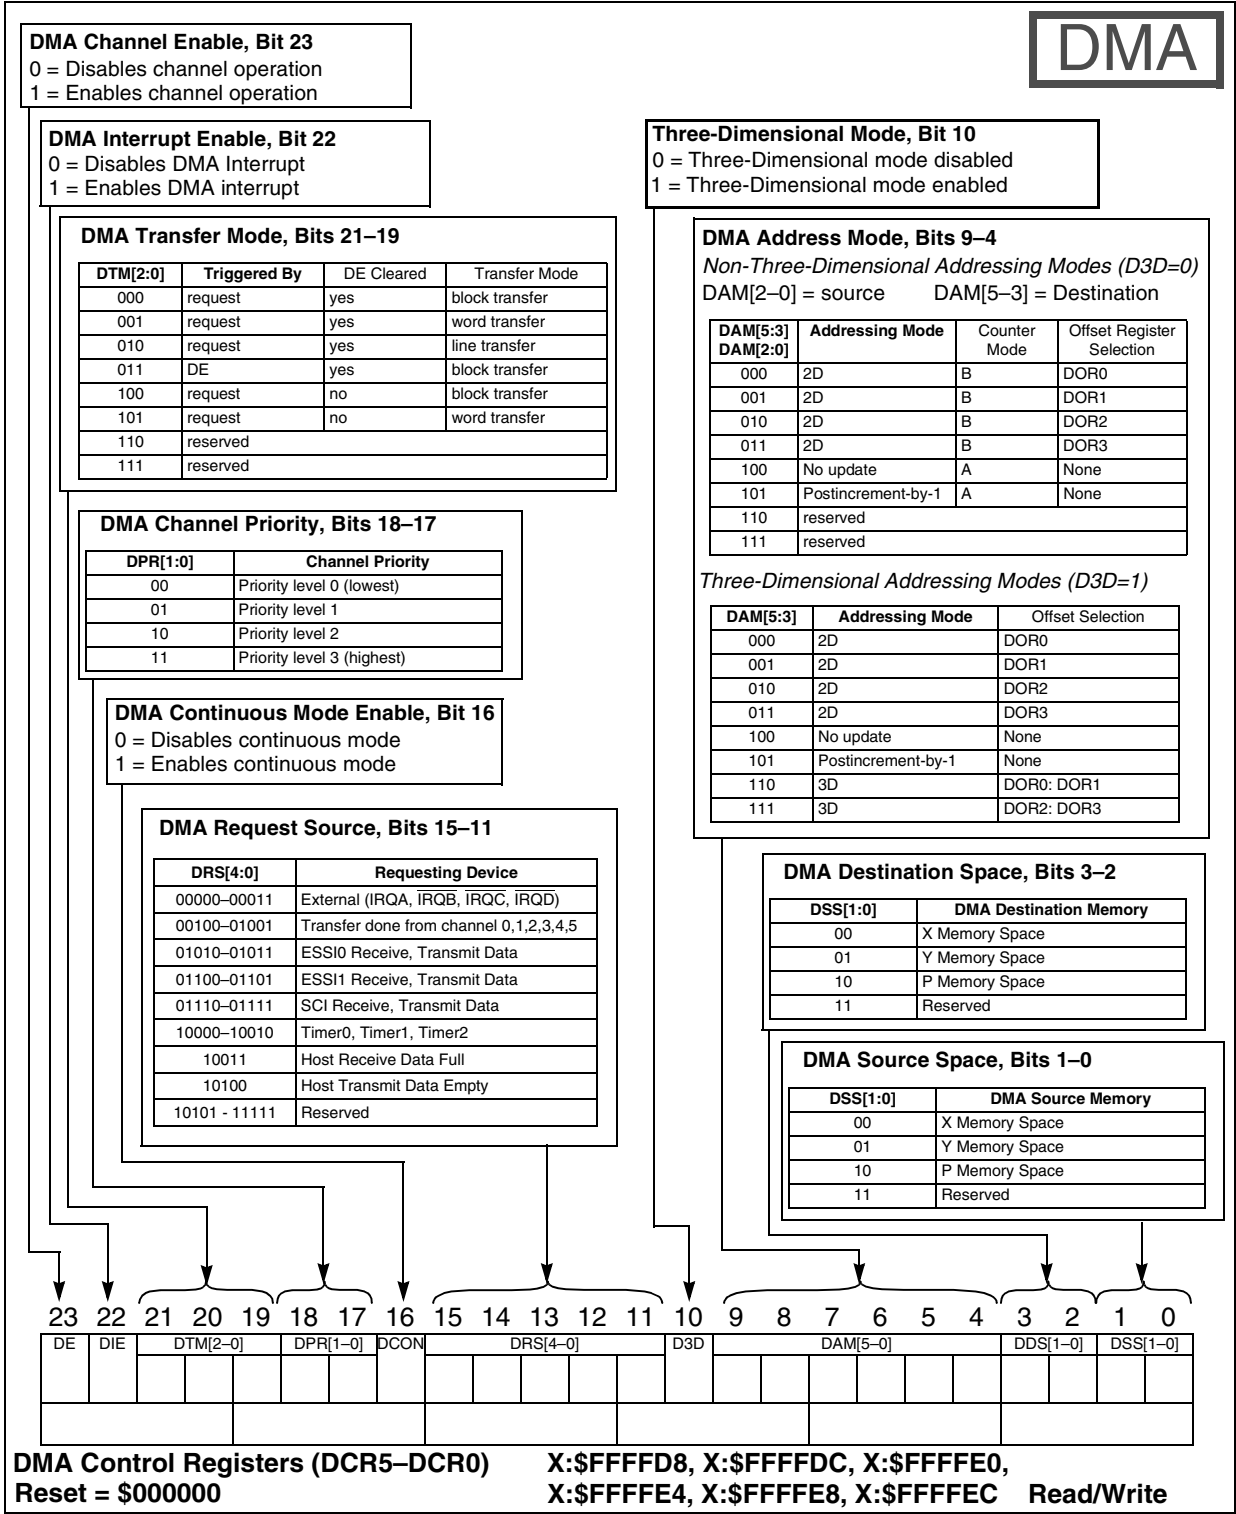 DMA
DMA Channel Enable, Bit 23
0 = Disables channel operation
1 = Enables channel operation
DMA Interrupt Enable, Bit 22
0 = Disables DMA Interrupt
1 = Enables DMA interrupt
DMA Transfer Mode, Bits 21–19
DTM[2:0] Triggered By DE Cleared Transfer Mode
000 request yes block transfer
001 request yes word transfer
010 request yes line transfer
011 DE yes block transfer
100 request no block transfer
101 request no word transfer
110 reserved
111 reserved
DMA Channel Priority, Bits 18–17
DPR[1:0] Channel Priority
00 Priority level 0 (lowest)
01 Priority level 1
10 Priority level 2
11 Priority level 3 (highest)
DMA Continuous Mode Enable, Bit 16
0 = Disables continuous mode
1 = Enables continuous mode
DMA Request Source, Bits 15–11
DRS[4:0] Requesting Device
00000–00011 External (IRQA, IRQB, IRQC, IRQD)
00100–01001 Transfer done from channel 0,1,2,3,4,5
01010–01011 ESSI0 Receive, Transmit Data
01100–01101 ESSI1 Receive, Transmit Data
01110–01111 SCI Receive, Transmit Data
10000–10010 Timer0, Timer1, Timer2
10011 Host Receive Data Full
10100 Host Transmit Data Empty
10101 - 11111 Reserved
Three-Dimensional Mode, Bit 10
0 = Three-Dimensional mode disabled
1 = Three-Dimensional mode enabled
DMA Address Mode, Bits 9–4
Non-Three-Dimensional Addressing Modes (D3D=0)
DAM[2–0] = source DAM[5–3] = Destination
DAM[5:3] Addressing Mode Counter Offset Register
DAM[2:0] Mode Selection
000 2D B DOR0
001 2D B DOR1
010 2D B DOR2
011 2D B DOR3
100 No update A None
101 Postincrement-by-1 A None
110 reserved
111 reserved
Three-Dimensional Addressing Modes (D3D=1)
DAM[5:3] Addressing Mode Offset Selection
000 2D DOR0
001 2D DOR1
010 2D DOR2
011 2D DOR3
100 No update None
101 Postincrement-by-1 None
110 3D DOR0: DOR1
111 3D DOR2: DOR3
DMA Destination Space, Bits 3–2
DSS[1:0] DMA Destination Memory
00 X Memory Space
01 Y Memory Space
10 P Memory Space
11 Reserved
DMA Source Space, Bits 1–0
DSS[1:0] DMA Source Memory
00 X Memory Space
01 Y Memory Space
10 P Memory Space
11 Reserved
23 22 21 20 19 18 17 16 15 14 13 12 11 10 9 8 7 6 5 4 3 2 1 0
DE DIE DTM[2–0] DPR[1–0] DCON DRS[4–0] D3D DAM[5–0] DDS[1–0] DSS[1–0]
DMA Control Registers (DCR5–DCR0) X:$FFFFD8, X:$FFFFDC, X:$FFFFE0,
Reset = $000000 X:$FFFFE4, X:$FFFFE8, X:$FFFFEC Read/Write